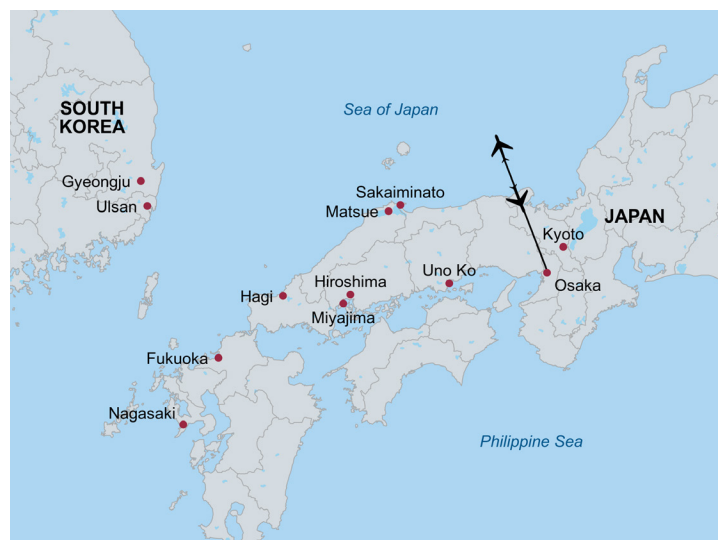 SOUTH
KOREA
Sea of Japan
Gyeongju
Ulsan
Sakaiminato
Matsue
JAPAN
Kyoto
Uno Ko
Hiroshima
Osaka
Hagi
Miyajima
Fukuoka
Nagasaki
Philippine Sea